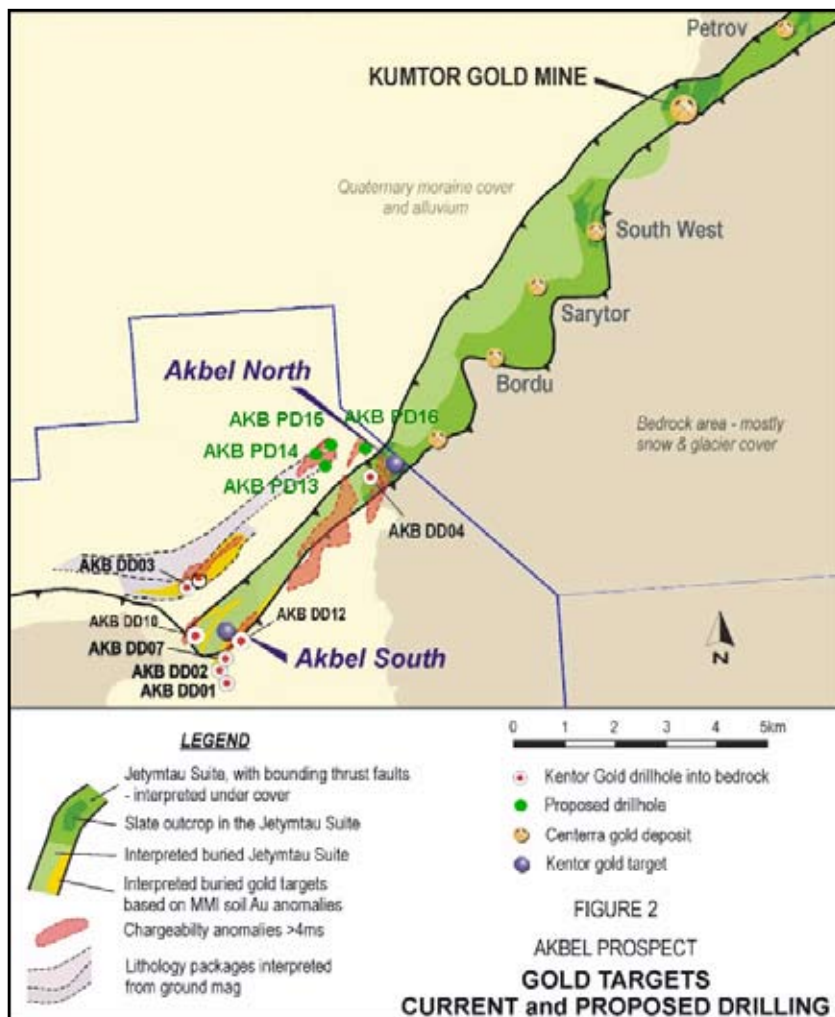 Petrov
KUMTOR GOLD MINE
Quaternary moraine cover
and alluvium
South West
Sarytor
Bordu
Akbel North
AKB PD15
AKB PD16
AKB PD14
AKB PD13
Bedrock area - mostly
snow & glacier cover
AKB DD04
AKB DD03
AKB DD10
AKB DD12
AKB DD07
AKB DD02
AKB DD01
Akbel South
N
LEGEND
Jetymtau Suite, with bounding thrust faults
- interpreted under cover
Slate outcrop in the Jetymtau Suite
Interpreted buried Jetymtau Suite
Interpreted buried gold targets
based on MMI soil Au anomalies
Chargeabilty anomalies >4ms
Lithology packages interpreted
from ground mag
0 1 2 3 4 5km
Kentor Gold drillhole into bedrock
Proposed drillhole
Centerra gold deposit
Kentor gold target
FIGURE 2
AKBEL PROSPECT
GOLD TARGETS
CURRENT and PROPOSED DRILLING